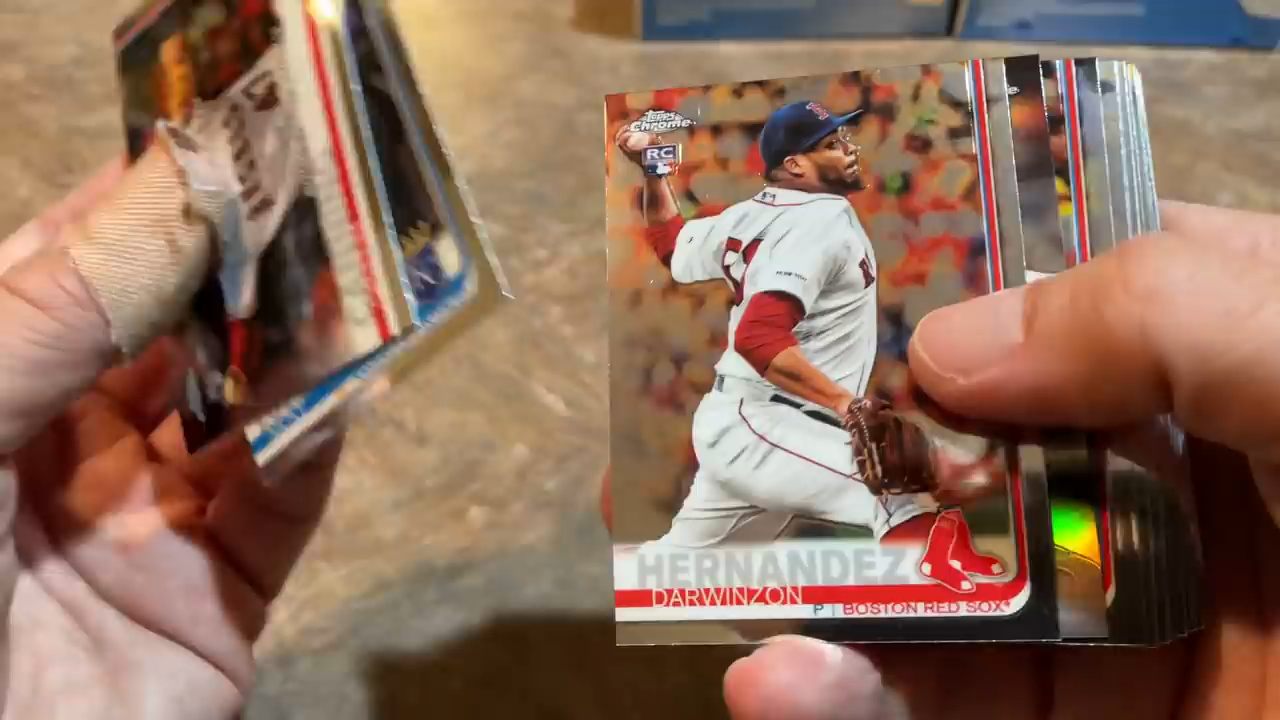 Topps
Chrome
RC
HERNANDEZ
DARWINZON
P | BOSTON RED SOX